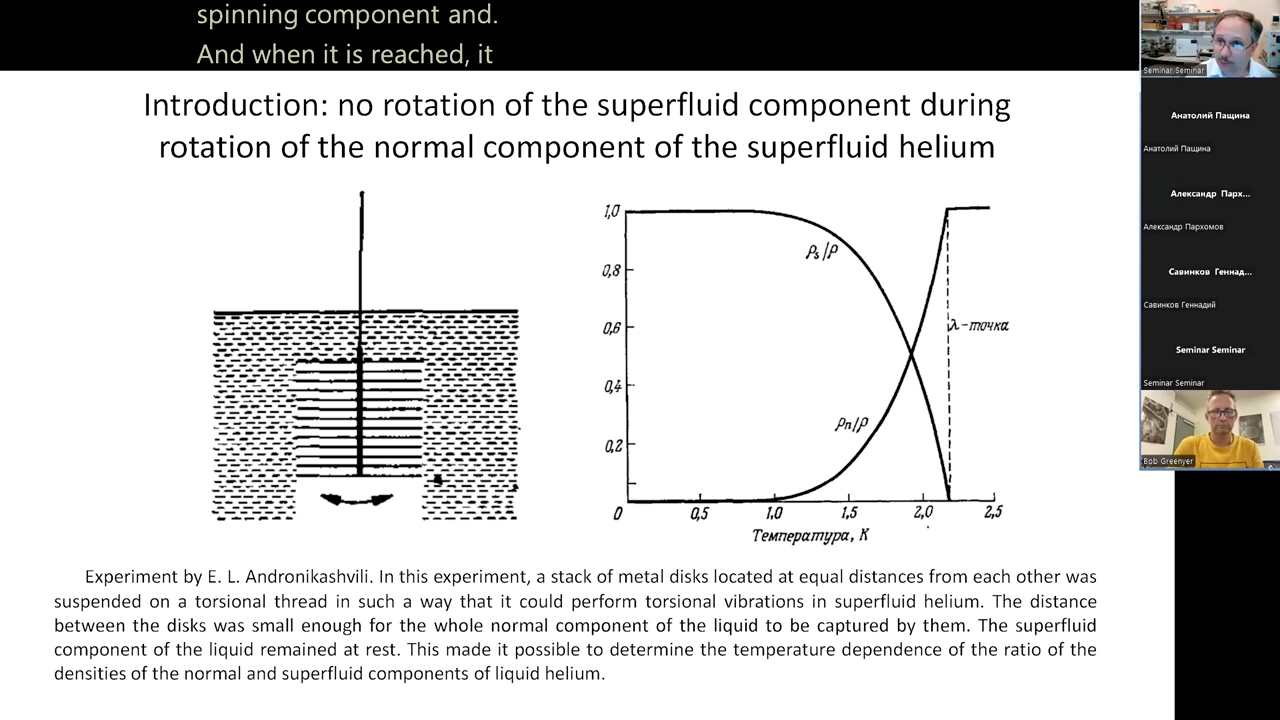 spinning component and.
And when it is reached, it
Introduction: no rotation of the superfluid component during
rotation of the normal component of the superfluid helium
1,0
0,8
0,6
0,4
0,2
0
0,5
1,0
1,5
2,0
2,5
ρs/ρ
ρn/ρ
λ-точка
Температура, К
Experiment by E. L. Andronikashvili. In this experiment, a stack of metal disks located at equal distances from each other was
suspended on a torsional thread in such a way that it could perform torsional vibrations in superfluid helium. The distance
between the disks was small enough for the whole normal component of the liquid to be captured by them. The superfluid
component of the liquid remained at rest. This made it possible to determine the temperature dependence of the ratio of the
densities of the normal and superfluid components of liquid helium.
Seminar Seminar
Анатолий Пащина
Анатолий Пащина
Александр Парх...
Александр Пархомов
Савинков Геннад...
Савинков Геннадий
Seminar Seminar
Seminar Seminar
Bob Greenyer